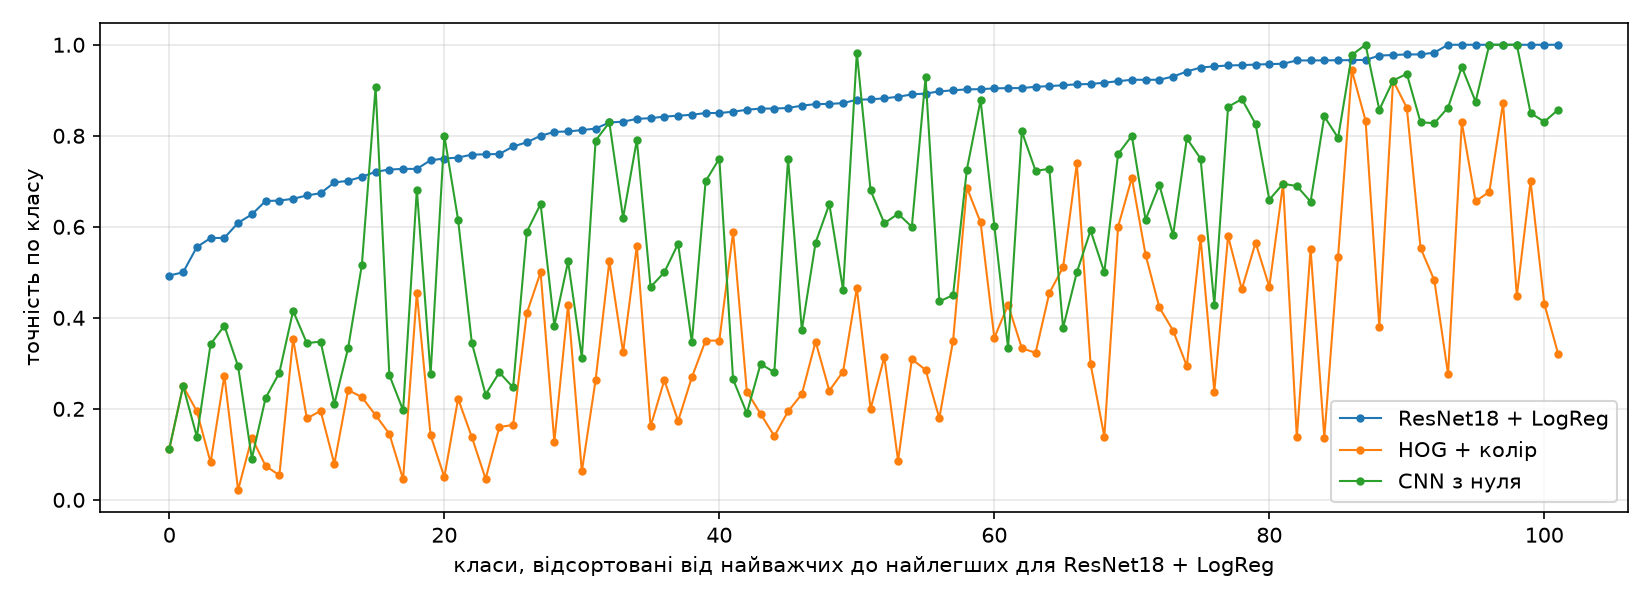 1.0
0.8
0.6
0.4
0.2
0.0
точність по класу
ResNet18 + LogReg
HOG + колір
CNN з нуля
0 20 40 60 80 100
класи, відсортовані від найважчих до найлегших для ResNet18 + LogReg